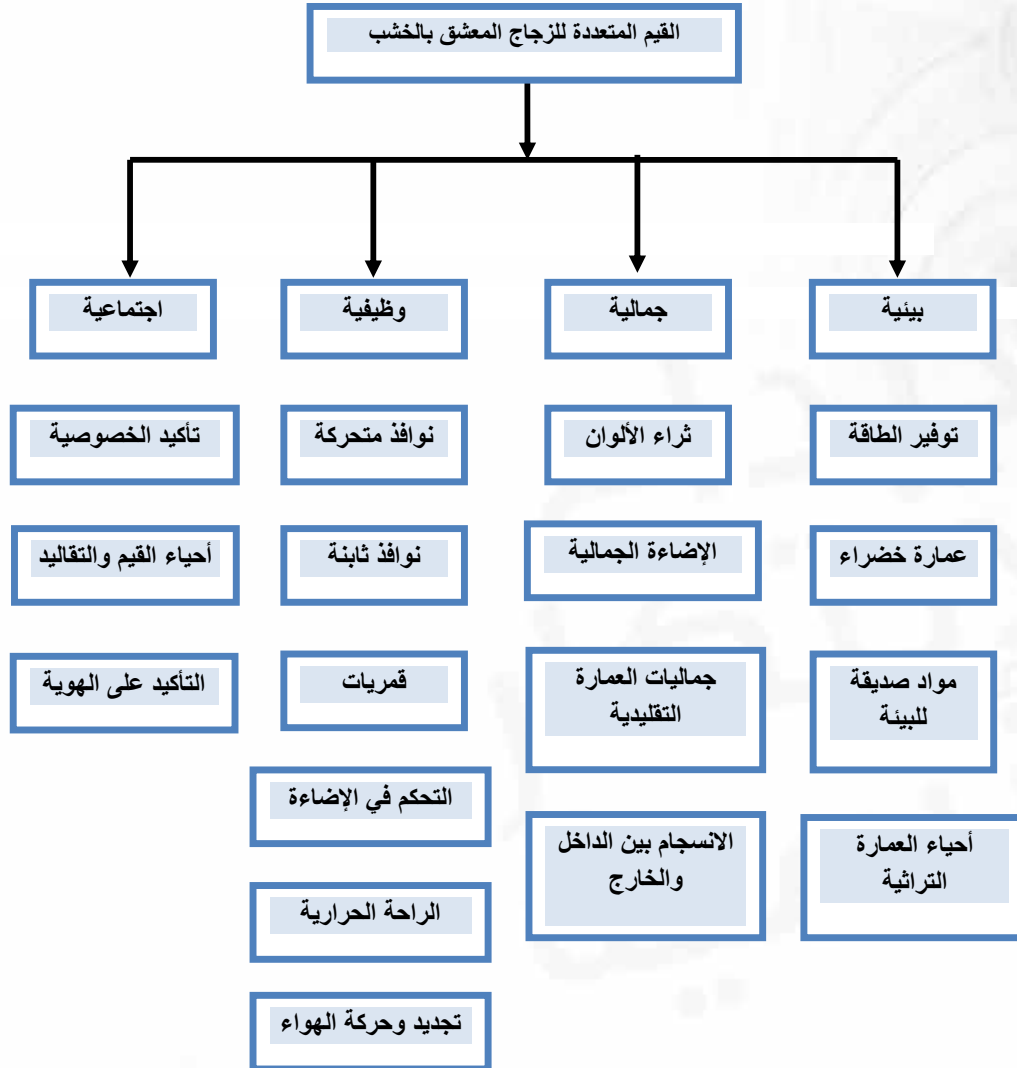 القيم المتعددة للزجاج المعشق بالخشب
بيئية
جمالية
وظيفية
اجتماعية
توفير الطاقة
ثراء الألوان
نوافذ متحركة
تأكيد الخصوصية
عمارة خضراء
الإضاءة الجمالية
نوافذ ثابنة
أحياء القيم والتقاليد
مواد صديقة
للبيئة
جماليات العمارة
التقليدية
قمريات
التأكيد على الهوية
التحكم في الإضاءة
أحياء العمارة
التراثية
الانسجام بين الداخل
والخارج
الراحة الحرارية
تجديد وحركة الهواء